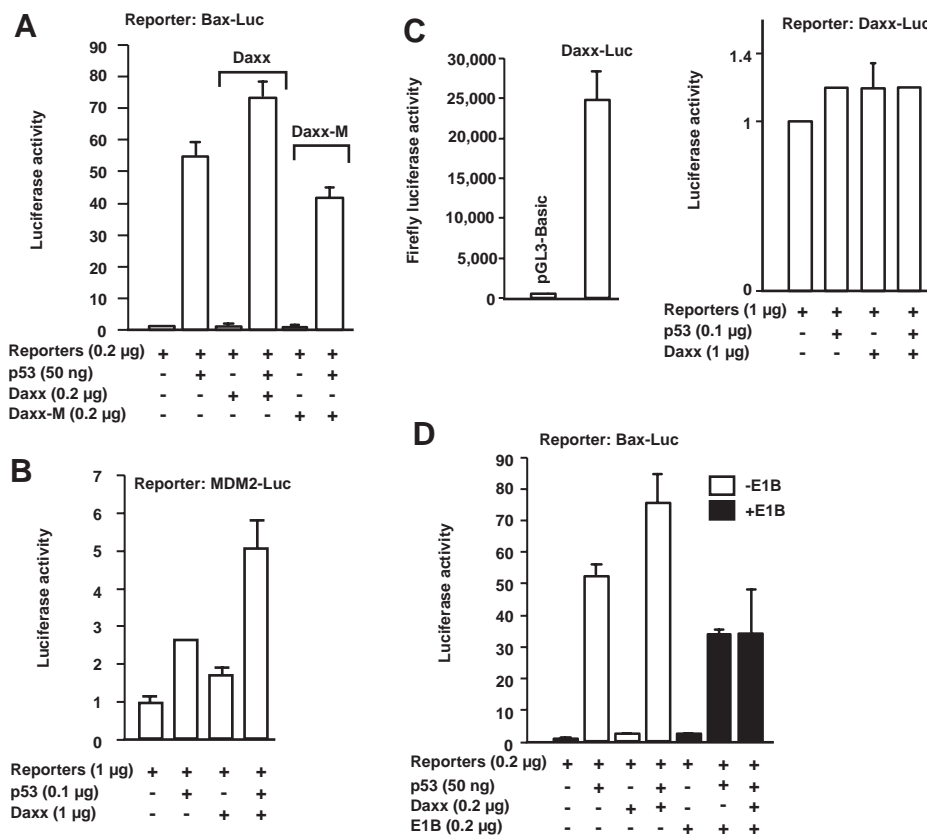 A
Reporter: Bax-Luc
Luciferase activity
90
80
70
60
50
40
30
20
10
0
Daxx
Daxx-M
Reporters (0.2 µg) + + + + + +
p53 (50 ng) - + - + - +
Daxx (0.2 µg) - - + + - -
Daxx-M (0.2 µg) - - - - + +
B
Reporter: MDM2-Luc
Luciferase activity
7
6
5
4
3
2
1
0
Reporters (1 µg) + + + +
p53 (0.1 µg) - + - +
Daxx (1 µg) - - + +
C
Daxx-Luc
Firefly luciferase activity
30,000
25,000
20,000
15,000
10,000
5,000
0
pGL3-Basic
Reporter: Daxx-Luc
Luciferase activity
1.4
1
0
Reporters (1 µg) + + + +
p53 (0.1 µg) - + - +
Daxx (1 µg) - - + +
D
Reporter: Bax-Luc
Luciferase activity
90
80
70
60
50
40
30
20
10
0
-E1B
+E1B
Reporters (0.2 µg) + + + + + + +
p53 (50 ng) - + - + - + +
Daxx (0.2 µg) - - + + - - +
E1B (0.2 µg) - - - - + + +